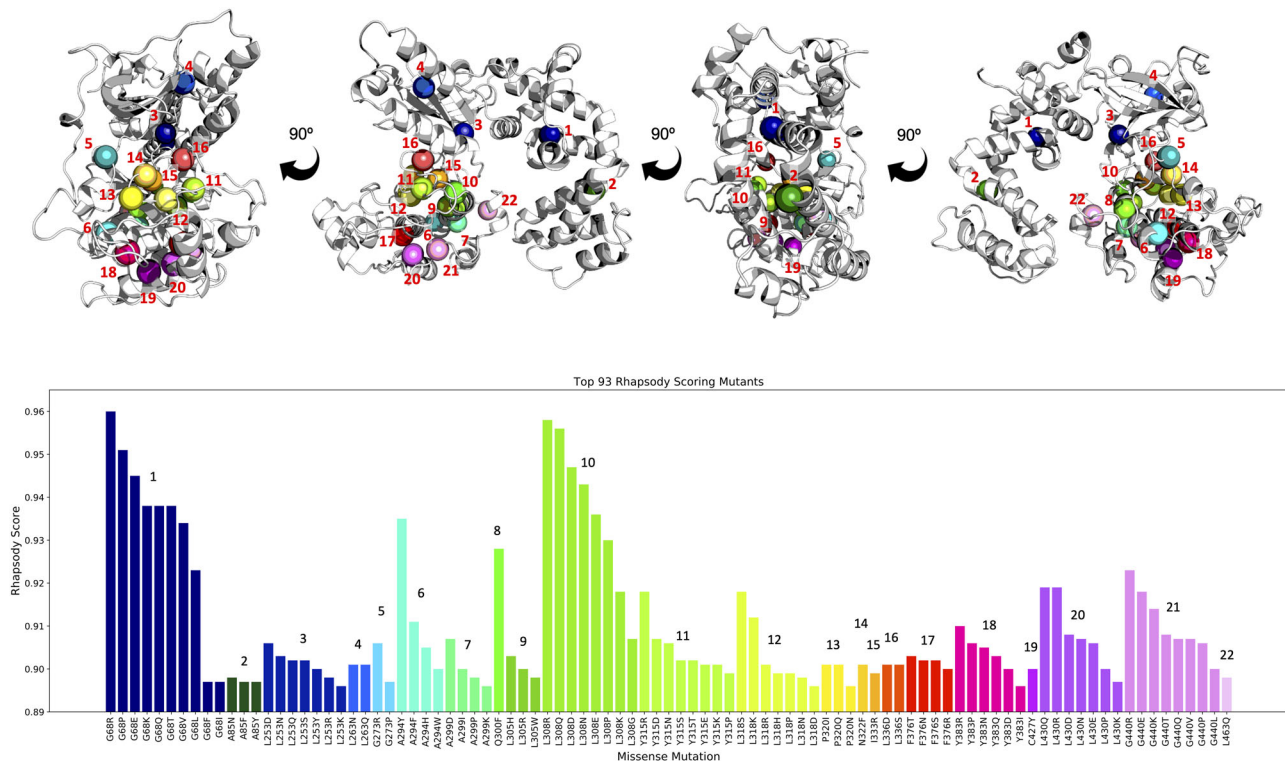 4
3
5
14
15
16
11
13
12
6
18
19
20
90º
4
3
1
16
15
11
10
2
12
9
22
17
6
7
21
20
90º
1
16
5
11
2
10
9
19
90º
4
1
3
5
16
10
14
2
8
22
12
13
7
6
18
19
Top 93 Rhapsody Scoring Mutants
Rhapsody Score
0.96
0.95
0.94
0.93
0.92
0.91
0.90
0.89
1
2
3
4
5
6
7
8
9
10
11
12
13
14
15
16
17
18
19
20
21
22
G68R
G68P
G68E
G68K
G68Q
G68T
G68V
G68L
G68F
G68I
A85N
A85F
A85Y
L253D
L253N
L253Q
L253S
L253Y
L253R
L253K
L263N
L263Q
G273R
G273P
A294Y
A294F
A294H
A294W
A299D
A299I
A299P
A299K
Q300F
L305H
L305R
L305W
L308R
L308Q
L308D
L308N
L308E
L308P
L308K
L308G
Y315R
Y315D
Y315N
Y315S
Y315T
Y315E
Y315K
Y315P
L318S
L318K
L318R
L318H
L318P
L318N
L318D
P320D
P320Q
P320N
N322F
I333R
L336D
L336S
F376T
F376N
F376S
F376R
Y383R
Y383P
Y383N
Y383Q
Y383D
Y383I
C427Y
L430Q
L430R
L430D
L430N
L430E
L430P
L430K
G440R
G440E
G440K
G440T
G440Q
G440V
G440P
G440L
L463Q
Missense Mutation